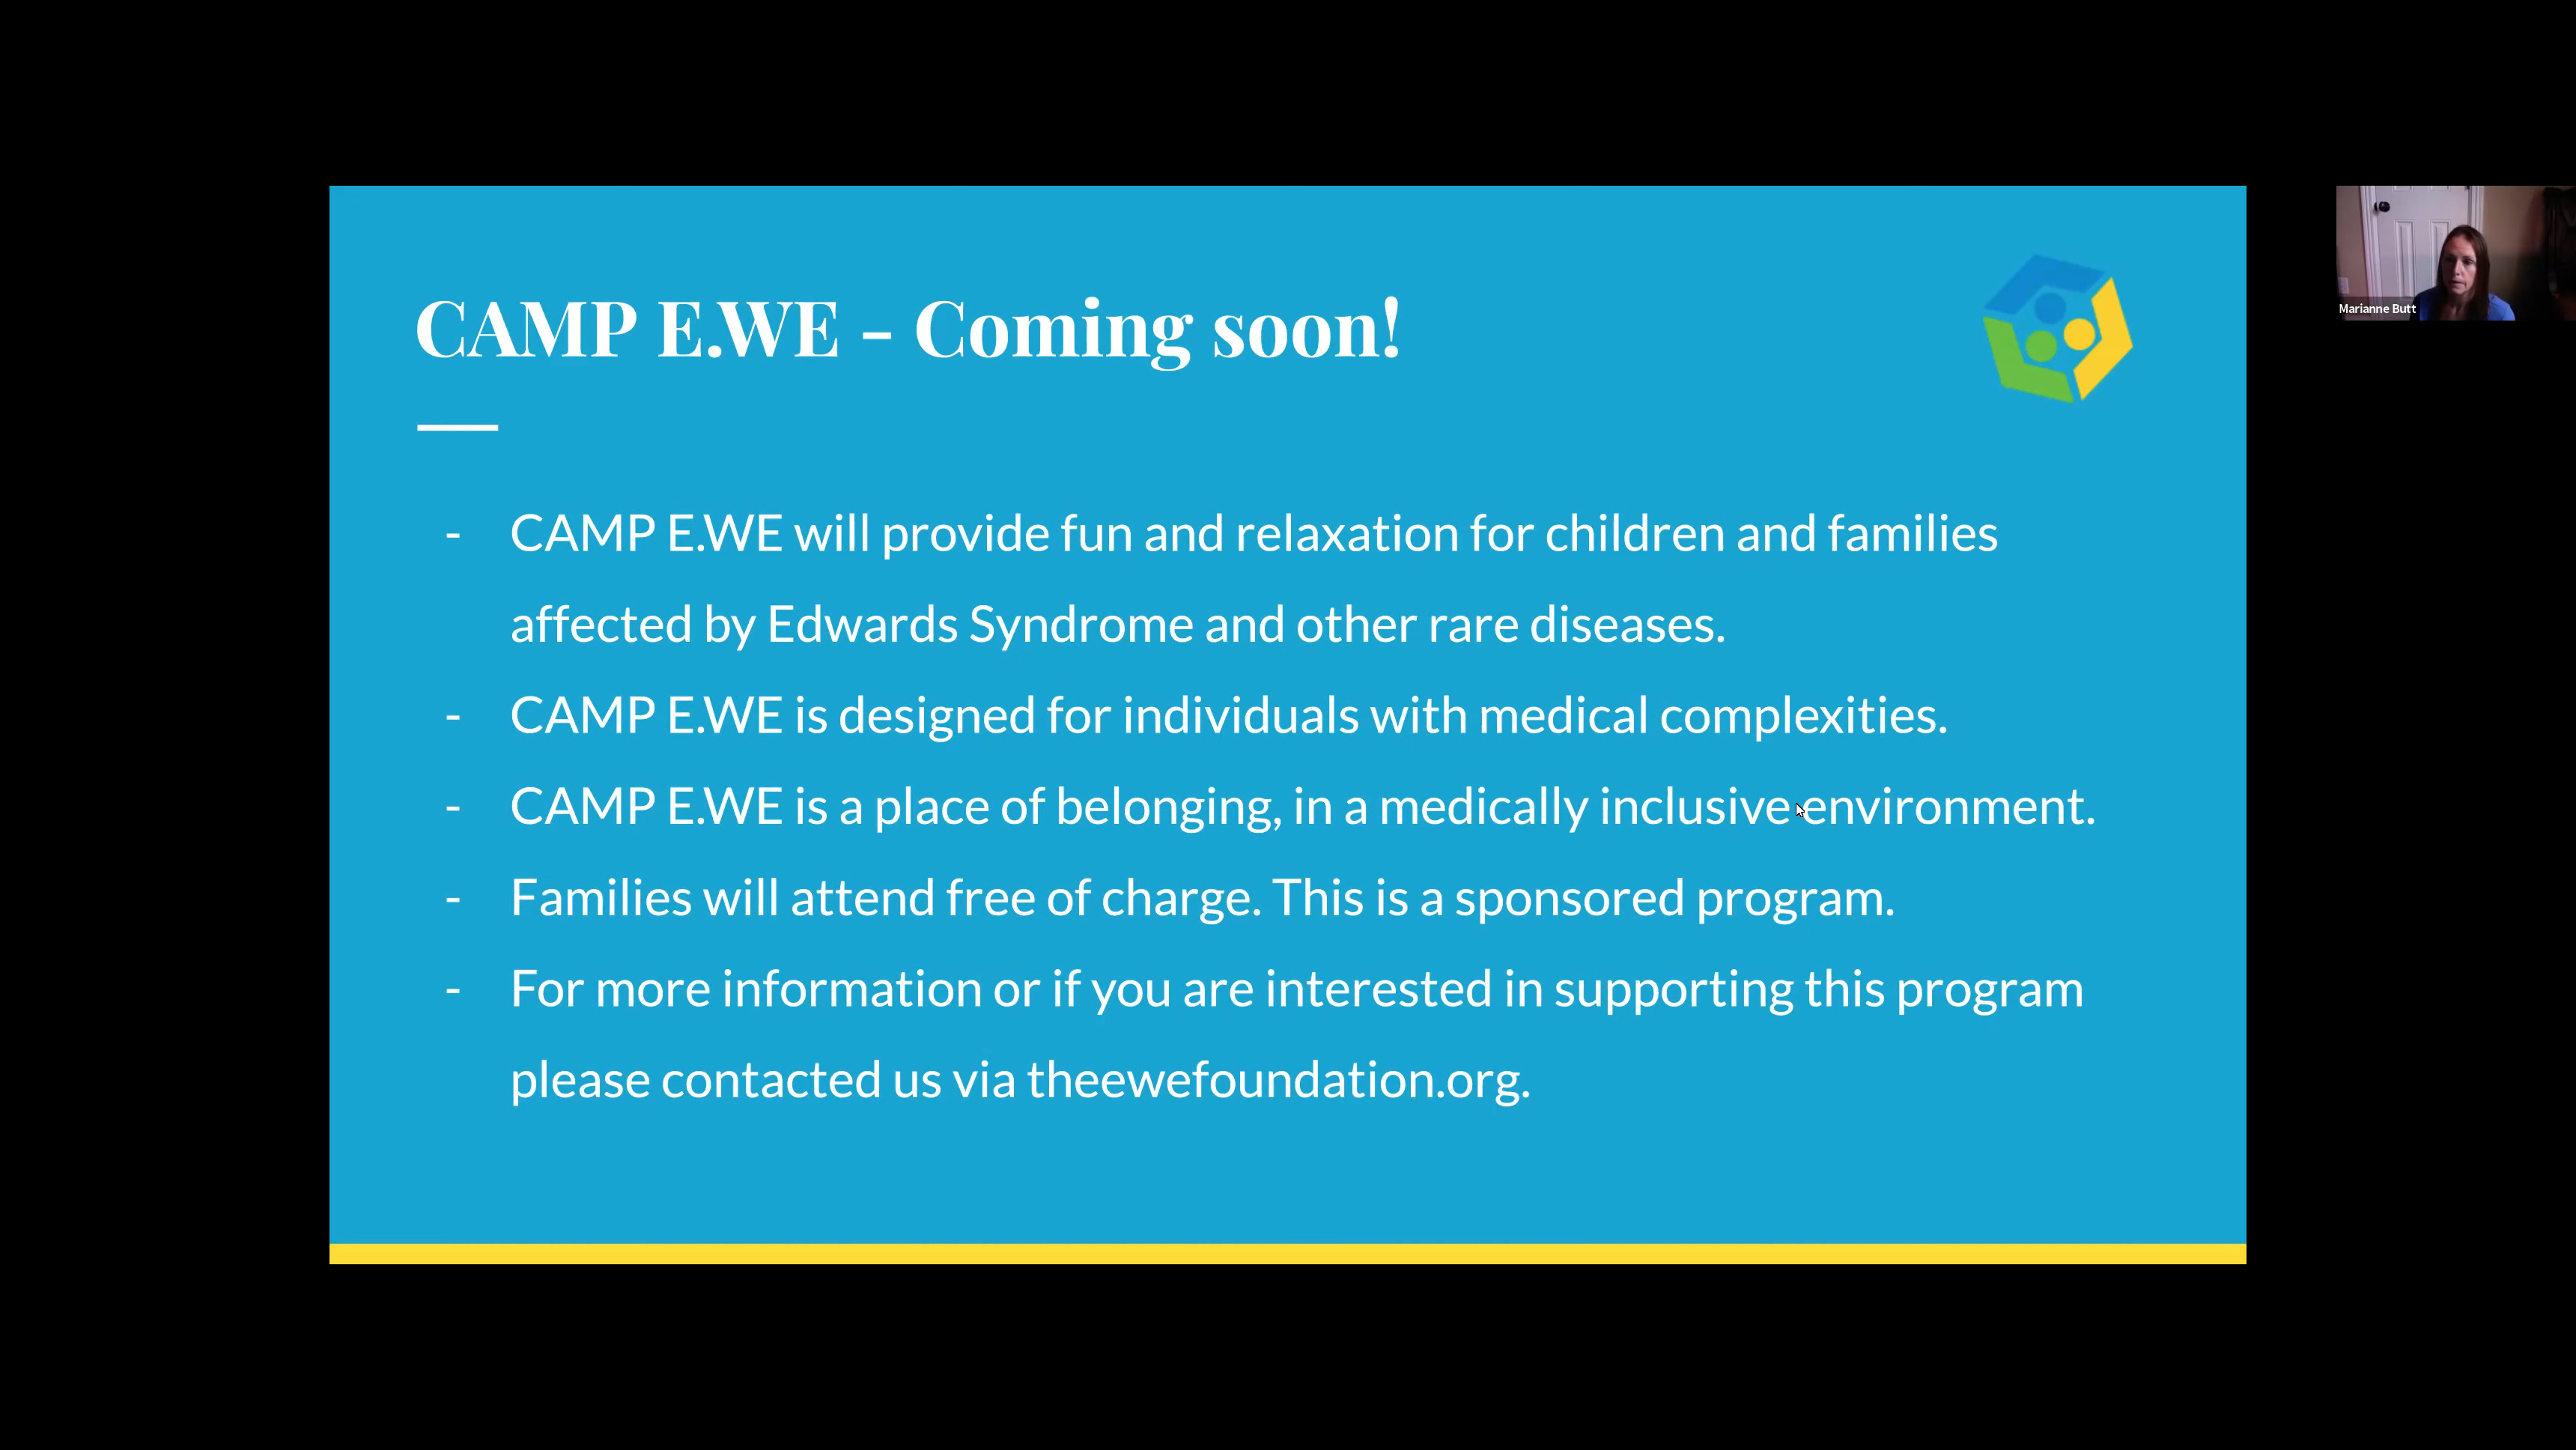 CAMP E.WE - Coming soon!
Marianne Butt
- CAMP E.WE will provide fun and relaxation for children and families
affected by Edwards Syndrome and other rare diseases.
- CAMP E.WE is designed for individuals with medical complexities.
- CAMP E.WE is a place of belonging, in a medically inclusive environment.
- Families will attend free of charge. This is a sponsored program.
- For more information or if you are interested in supporting this program
please contacted us via theewefoundation.org.